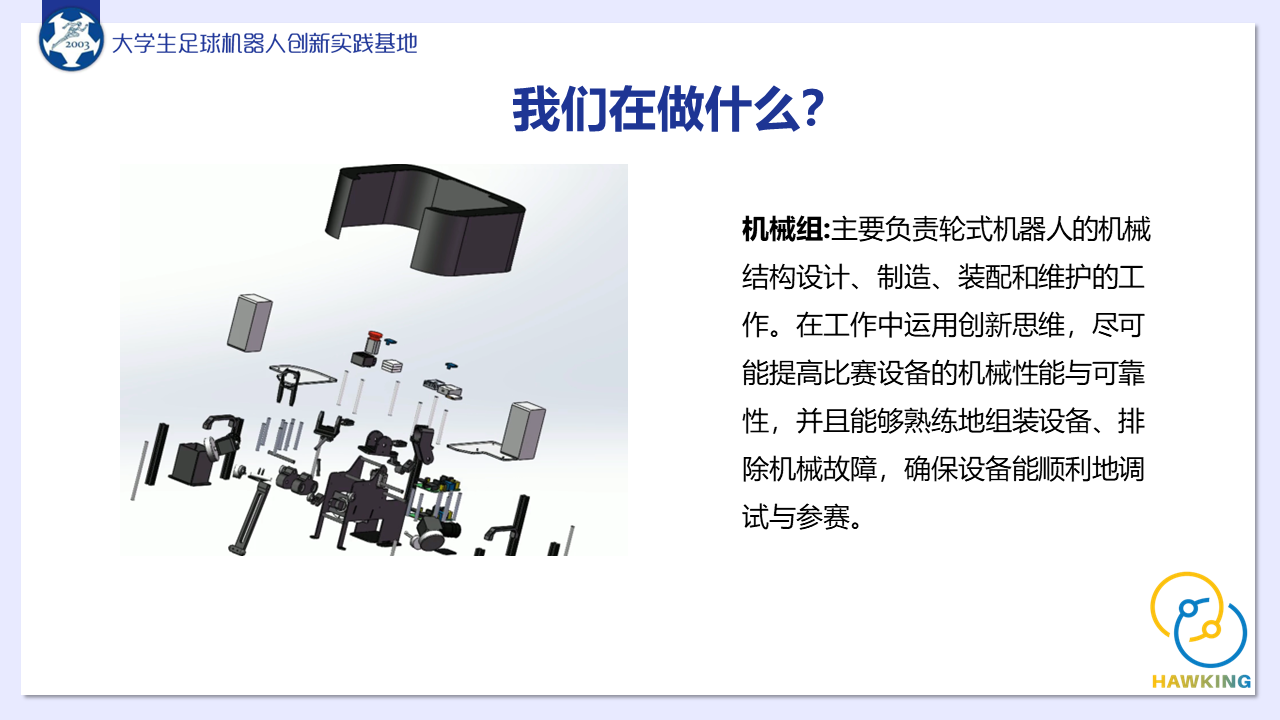 2003
大学生足球机器人创新实践基地
我们在做什么？
机械组:主要负责轮式机器人的机械
结构设计、制造、装配和维护的工
作。在工作中运用创新思维，尽可
能提高比赛设备的机械性能与可靠
性，并且能够熟练地组装设备、排
除机械故障，确保设备能顺利地调
试与参赛。
HAWKING